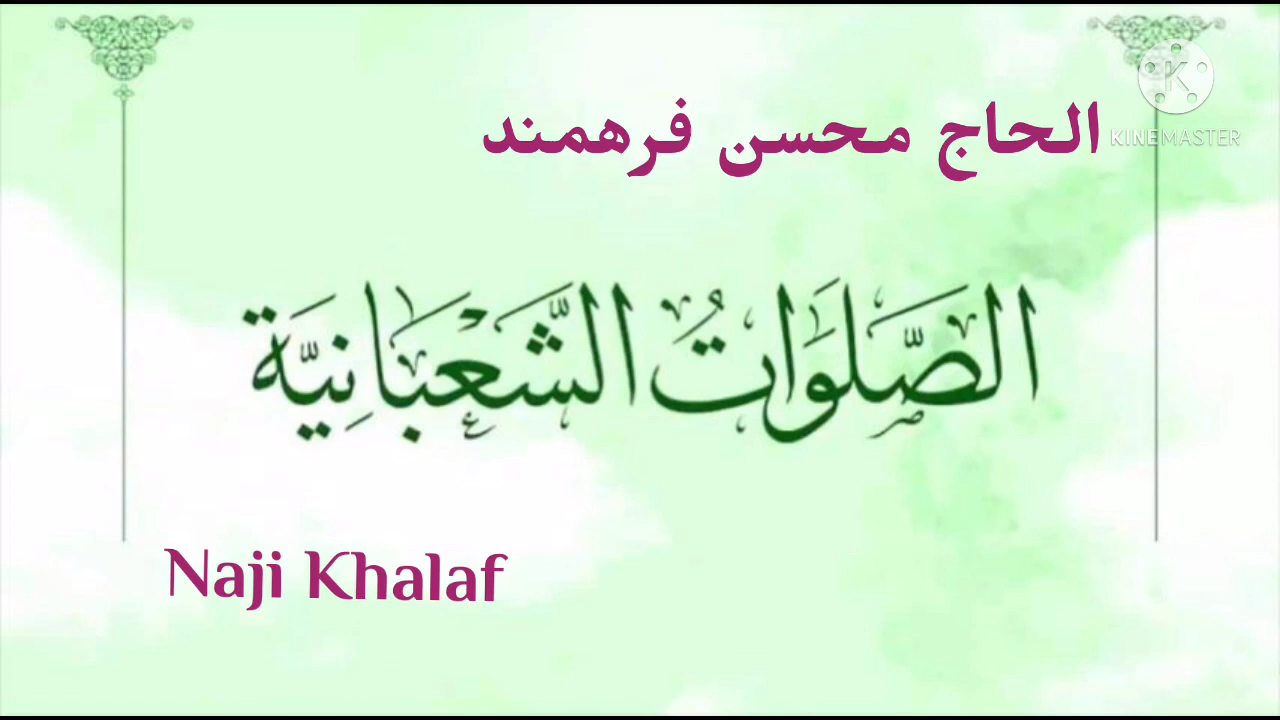 الحاج محسن فرهمند
KINEMASTER
الصَّلَوَاتُ الشَّعْبَانِيَّة
Naji Khalaf